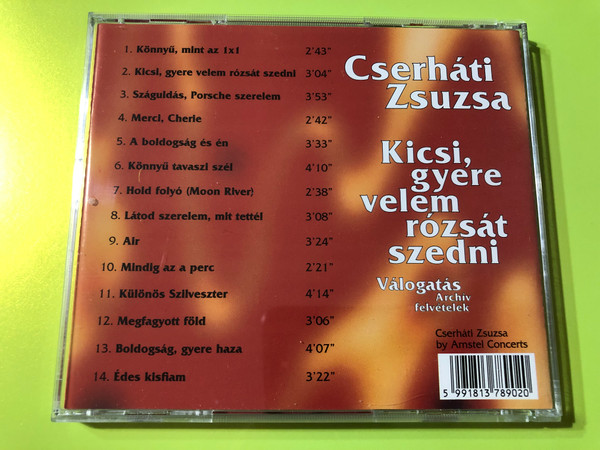 1. Könnyű, mint az 1x1 2'43"
2. Kicsi, gyere velem rózsát szedni 3'04"
3. Száguldás, Porsche szerelem 3'53"
4. Merci, Cherie 2'42"
5. A boldogság és én 3'33"
6. Könnyű tavaszi szél 4'10"
7. Hold folyó (Moon River) 2'38"
8. Látod szerelem, mit tettél 3'08"
9. Air 3'24"
10. Mindig az a perc 2'21"
11. Különös Szilveszter 4'14"
12. Megfagyott föld 3'06"
13. Boldogság, gyere haza 4'07"
14. Édes kisfiam 3'22"
Cserháti
Zsuzsa
Kicsi,
gyere
velem
rózsát
szedni
Válogatás
Archív
felvételek
Cserháti Zsuzsa
by Amstel Concerts
5 991813 789020